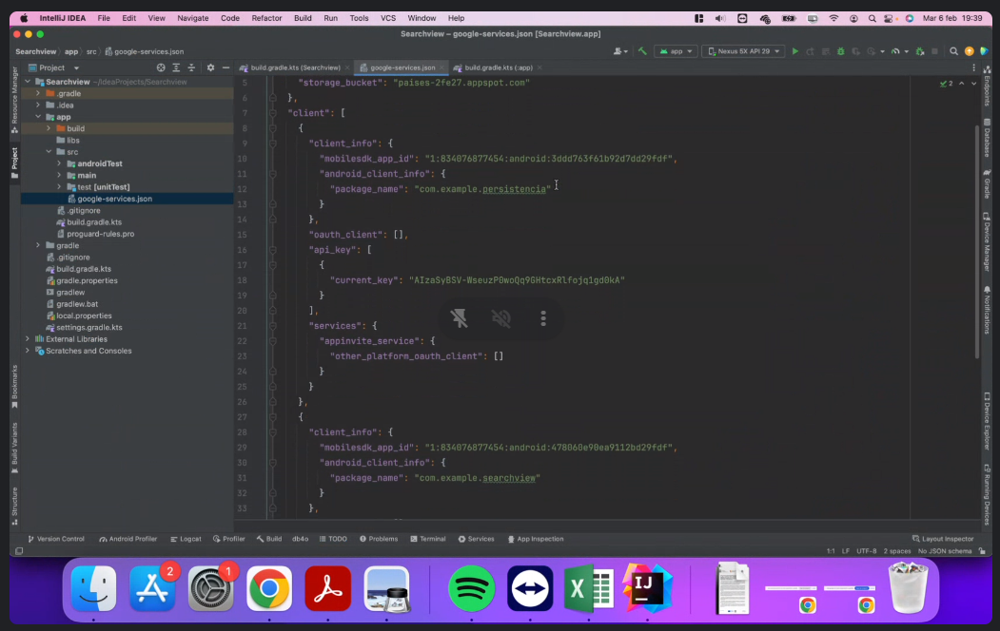 IntelliJ IDEA File Edit View Navigate Code Refactor Build Run Tools VCS Window Help Mar 6 feb 19:39
Searchview – google-services.json [Searchview.app]
Searchview app src google-services.json app Nexus 5X API 29
Project build.gradle.kts (Searchview) google-services.json build.gradle.kts (:app)
Searchview ~/IdeaProjects/Searchview
.gradle
.idea
app
build
libs
src
androidTest
main
test [unitTest]
google-services.json
.gitignore
build.gradle.kts
proguard-rules.pro
gradle
.gitignore
build.gradle.kts
gradle.properties
gradlew
gradlew.bat
local.properties
settings.gradle.kts
External Libraries
Scratches and Consoles
Resource Manager
Project
Bookmarks
Build Variants
Structure
5 "storage_bucket": "paises-2fe27.appspot.com"
6 },
7 "client": [
8 {
9 "client_info": {
10 "mobilesdk_app_id": "1:834076877454:android:3ddd763f61b92d7dd29fdf",
11 "android_client_info": {
12 "package_name": "com.example.persistencia"
13 }
14 },
15 "oauth_client": [],
16 "api_key": [
17 {
18 "current_key":
19 }
20 ],
21 "services": {
22 "appinvite_service": {
23 "other_platform_oauth_client": []
24 }
25 }
26 },
27 {
28 "client_info": {
29 "mobilesdk_app_id": "1:834076877454:android:478060e90ea9112bd29fdf",
30 "android_client_info": {
31 "package_name": "com.example.searchview"
32 }
33 },
2
Endpoints
Database
Gradle
Device Manager
Notifications
Device Explorer
Running Devices
Version Control Android Profiler Logcat Profiler Build db4o TODO Problems Terminal Services App Inspection Layout Inspector
1:1 LF UTF-8 2 spaces No JSON schema
2
1
IJ